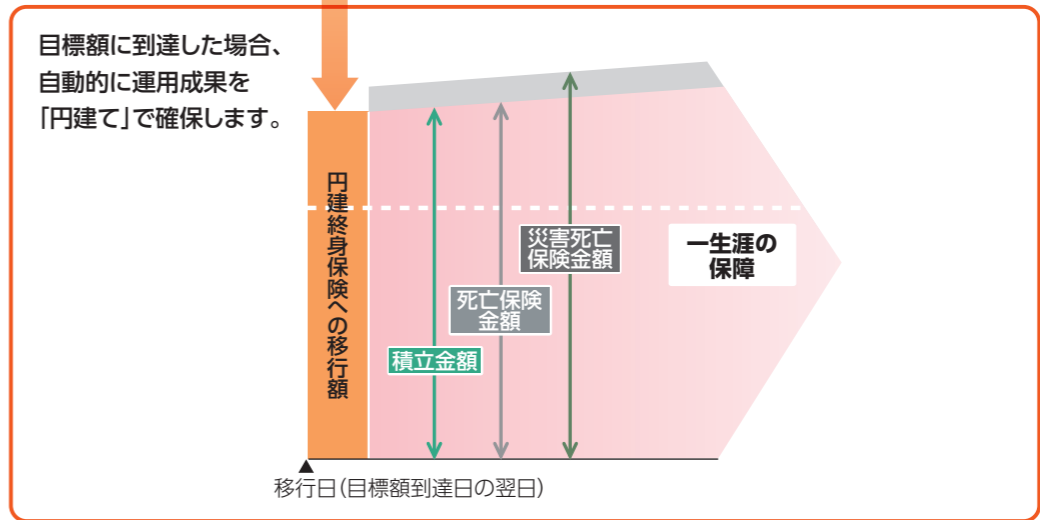 目標額に到達した場合、
自動的に運用成果を
「円建て」で確保します。
円建終身保険への移行額
災害死亡
保険金額
一生涯の
保障
死亡保険
金額
積立金額
▲
移行日(目標額到達日の翌日)